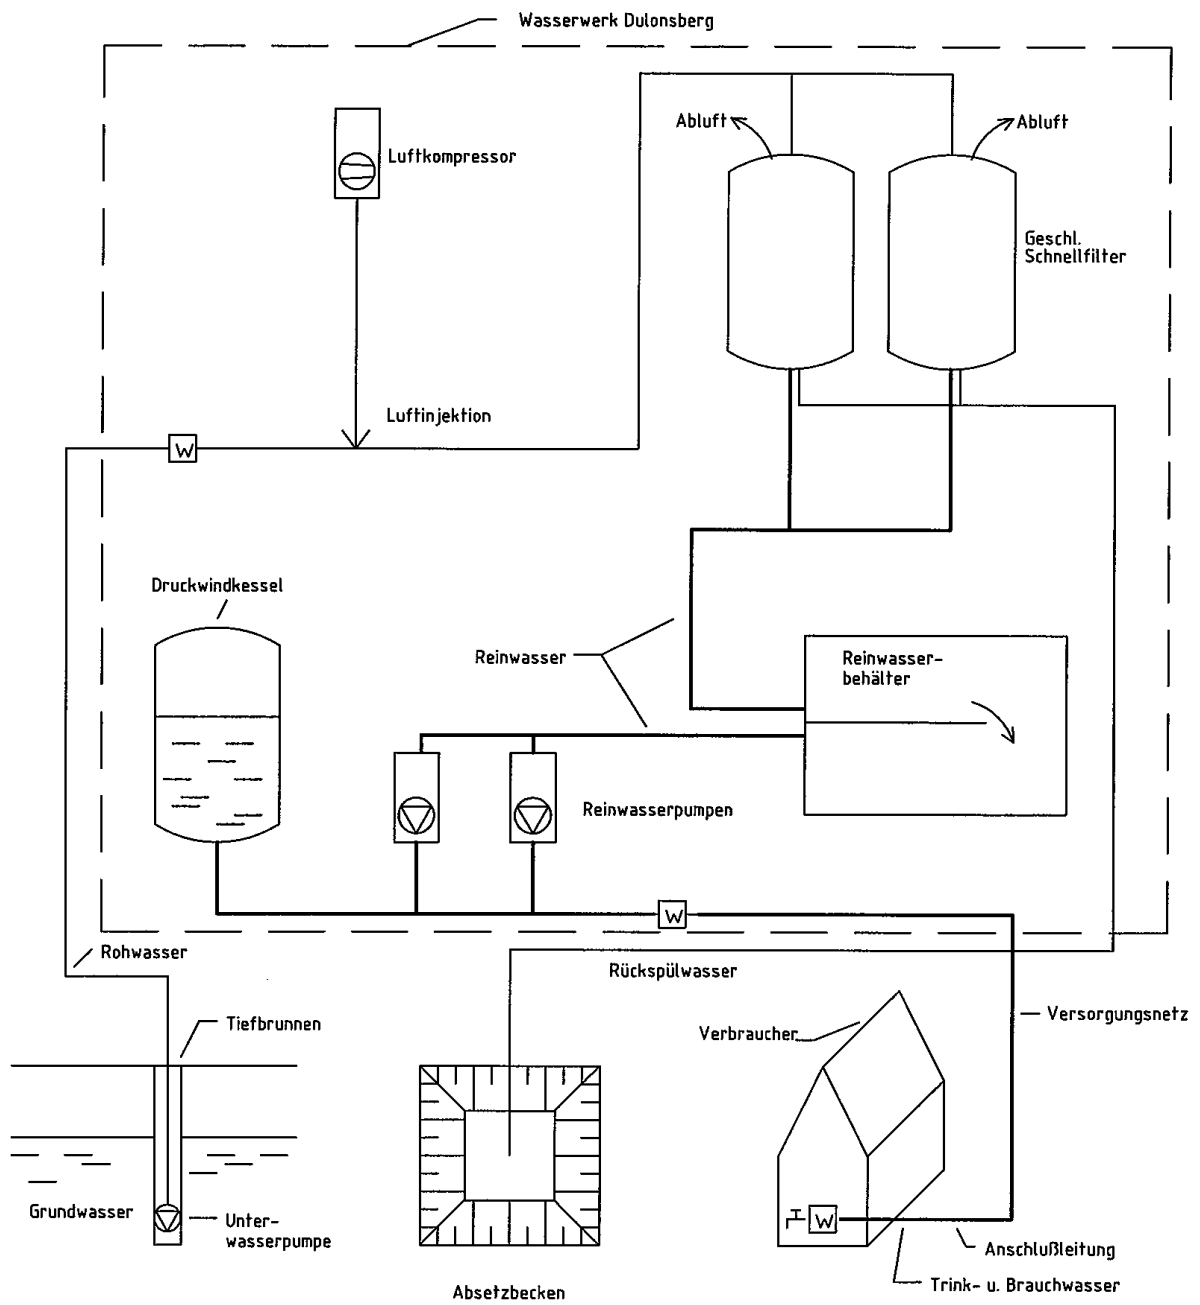 Wasserwerk Dulonsberg
Abluft
Abluft
Luftkompressor
Geschl.
Schnellfilter
Luftinjektion
W
Druckwindkessel
Reinwasser
Reinwasser-
behälter
Reinwasserpumpen
W
Rohwasser
Rückspülwasser
Tiefbrunnen
Versorgungsnetz
Verbraucher
Grundwasser
Unter-
wasserpumpe
W
Anschlußleitung
Trink- u. Brauchwasser
Absetzbecken